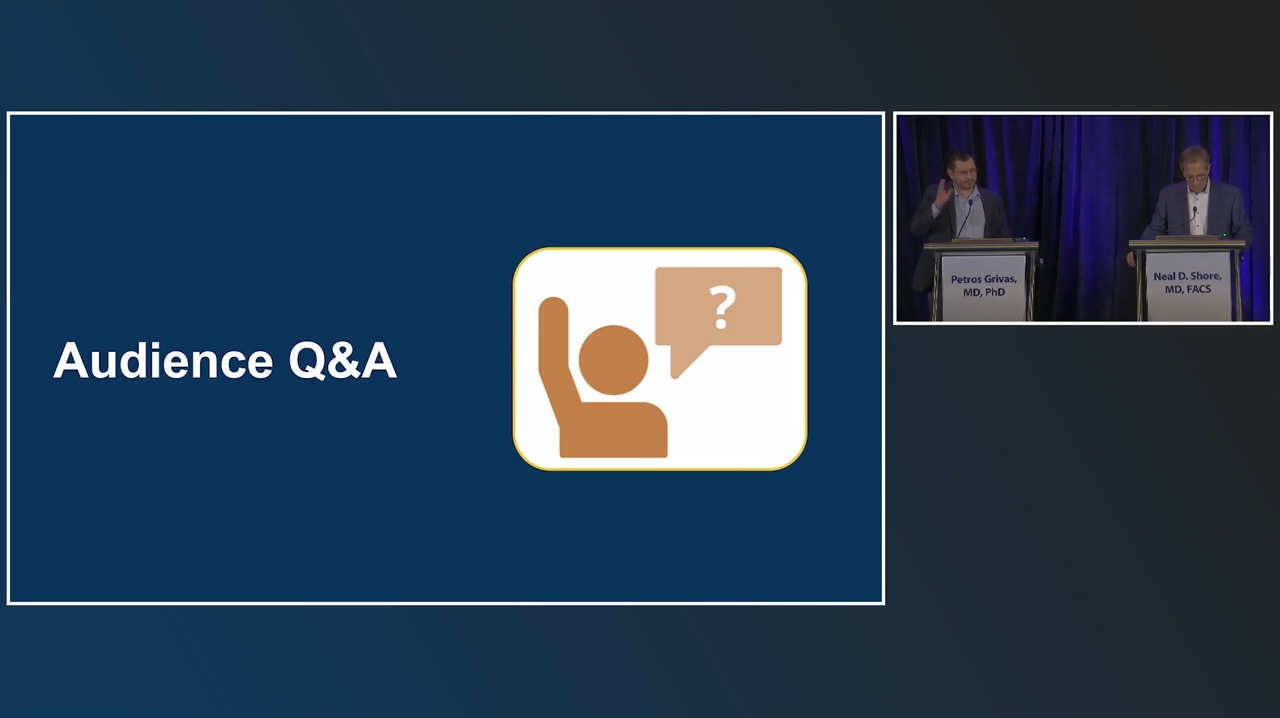 Audience Q&A
?
Petros Grivas,
MD, PhD
Neal D. Shore,
MD, FACS